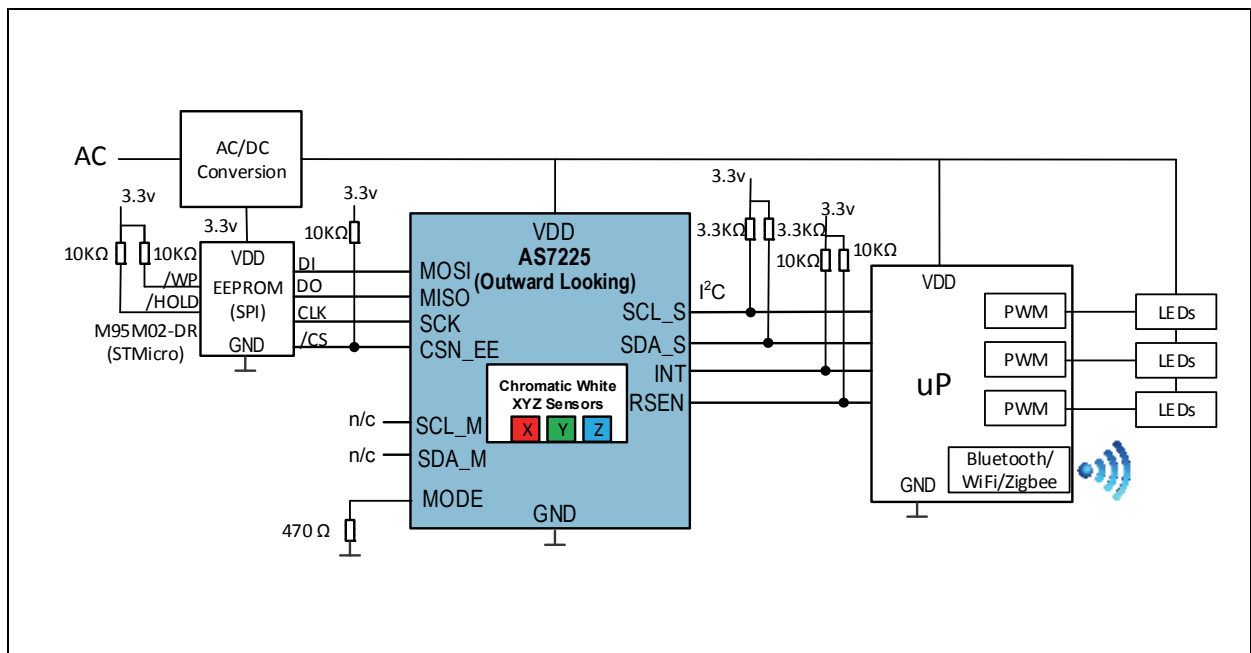 AC
AC/DC
Conversion
3.3v
3.3v
10KΩ
10KΩ
/WP
/HOLD
VDD
EEPROM
(SPI)
GND
M95M02-DR
(STMicro)
DI
DO
CLK
/CS
3.3v
10KΩ
VDD
AS7225
(Outward Looking)
MOSI
MISO
SCK
CSN_EE
SCL_M
SDA_M
MODE
n/c
n/c
470 Ω
Chromatic White
XYZ Sensors
X Y Z
GND
SCL_S
SDA_S
INT
RSEN
I²C
3.3v
3.3KΩ
3.3KΩ
3.3v
10KΩ
10KΩ
VDD
uP
PWM
PWM
PWM
Bluetooth/
WiFi/Zigbee
GND
LEDs
LEDs
LEDs